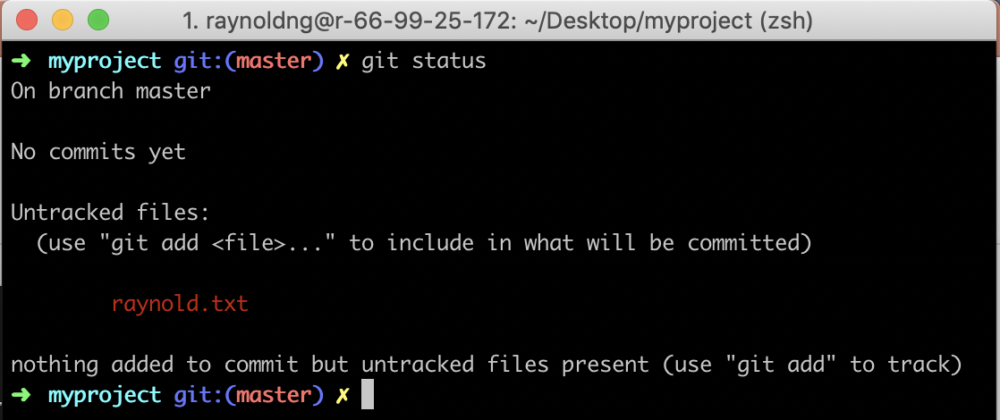 1. raynoldng@r-66-99-25-172: ~/Desktop/myproject (zsh)
➜ myproject git:(master) ✗ git status
On branch master
No commits yet
Untracked files:
(use "git add <file>..." to include in what will be committed)
raynold.txt
nothing added to commit but untracked files present (use "git add" to track)
➜ myproject git:(master) ✗